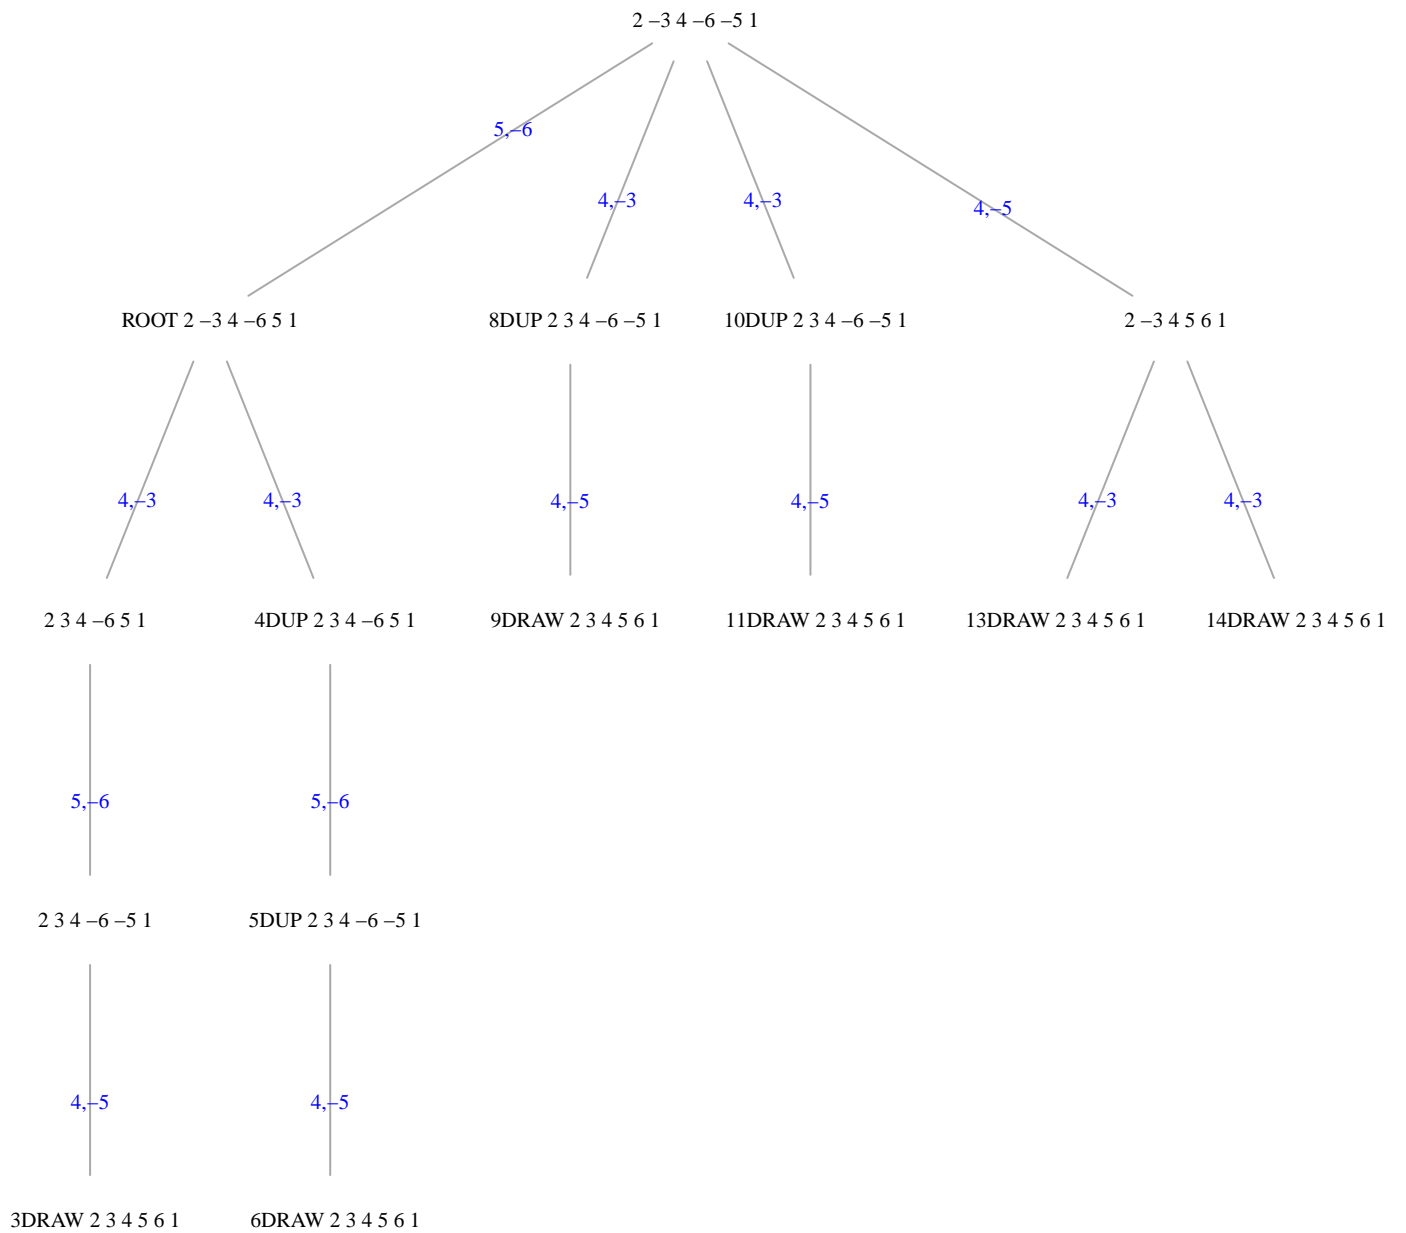 2 –3 4 –6 –5 1
5,–6
4,–3
4,–3
4,–5
ROOT 2 –3 4 –6 5 1
8DUP 2 3 4 –6 –5 1
10DUP 2 3 4 –6 –5 1
2 –3 4 5 6 1
4,–3
4,–3
4,–5
4,–5
4,–3
4,–3
2 3 4 –6 5 1
4DUP 2 3 4 –6 5 1
9DRAW 2 3 4 5 6 1
11DRAW 2 3 4 5 6 1
13DRAW 2 3 4 5 6 1
14DRAW 2 3 4 5 6 1
5,–6
5,–6
2 3 4 –6 –5 1
5DUP 2 3 4 –6 –5 1
4,–5
4,–5
3DRAW 2 3 4 5 6 1
6DRAW 2 3 4 5 6 1